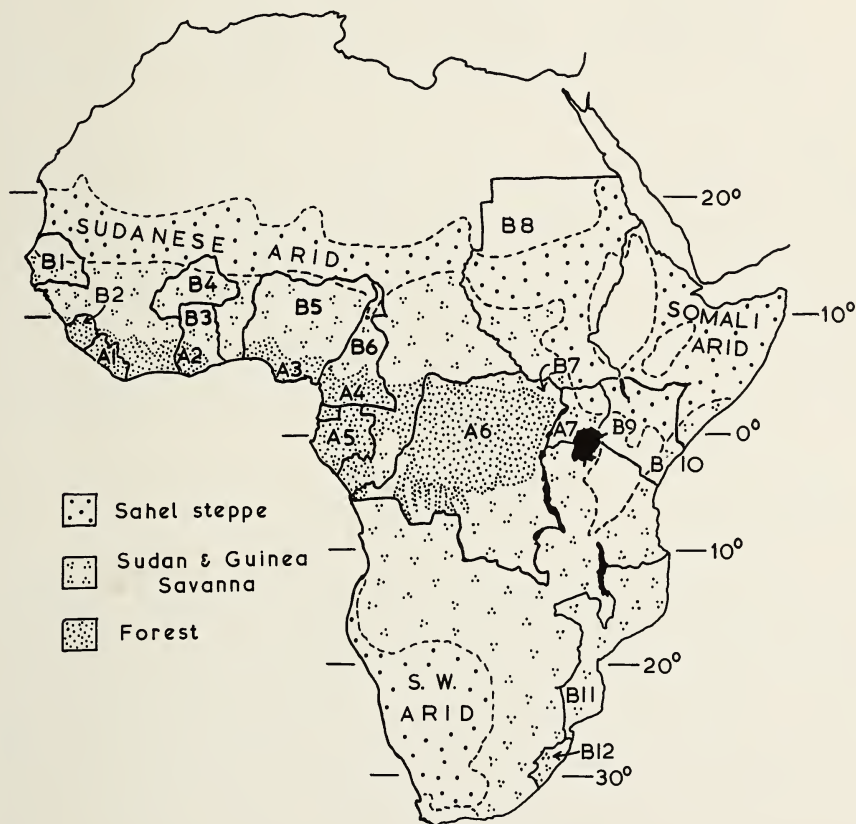 20°
B8
SUDANESE
ARID
B1
B4
B2
B3
B5
SOMALI
ARID
10°
B6
A1
A2
A3
B7
A4
A5
A6
A7
B9
0°
B 10
Sahel steppe
Sudan & Guinea
Savanna
Forest
10°
20°
S. W.
ARID
B11
B12
30°